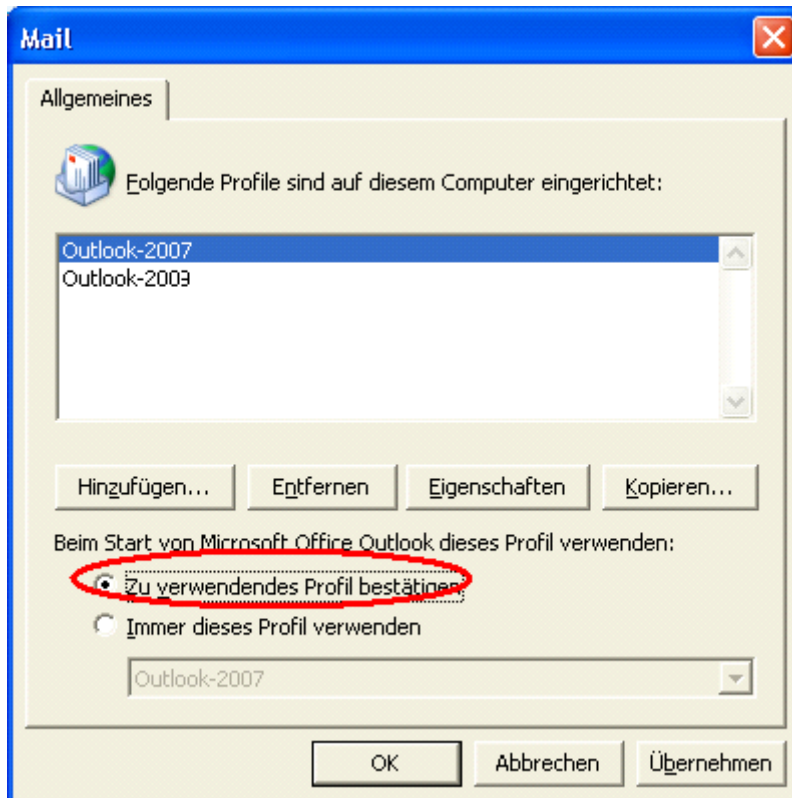 Mail
Allgemeines
Folgende Profile sind auf diesem Computer eingerichtet:
Outlook-2007
Outlook-2003
Hinzufügen...
Entfernen
Eigenschaften
Kopieren...
Beim Start von Microsoft Office Outlook dieses Profil verwenden:
Zu verwendendes Profil bestätigen
Immer dieses Profil verwenden
Outlook-2007
OK
Abbrechen
Übernehmen